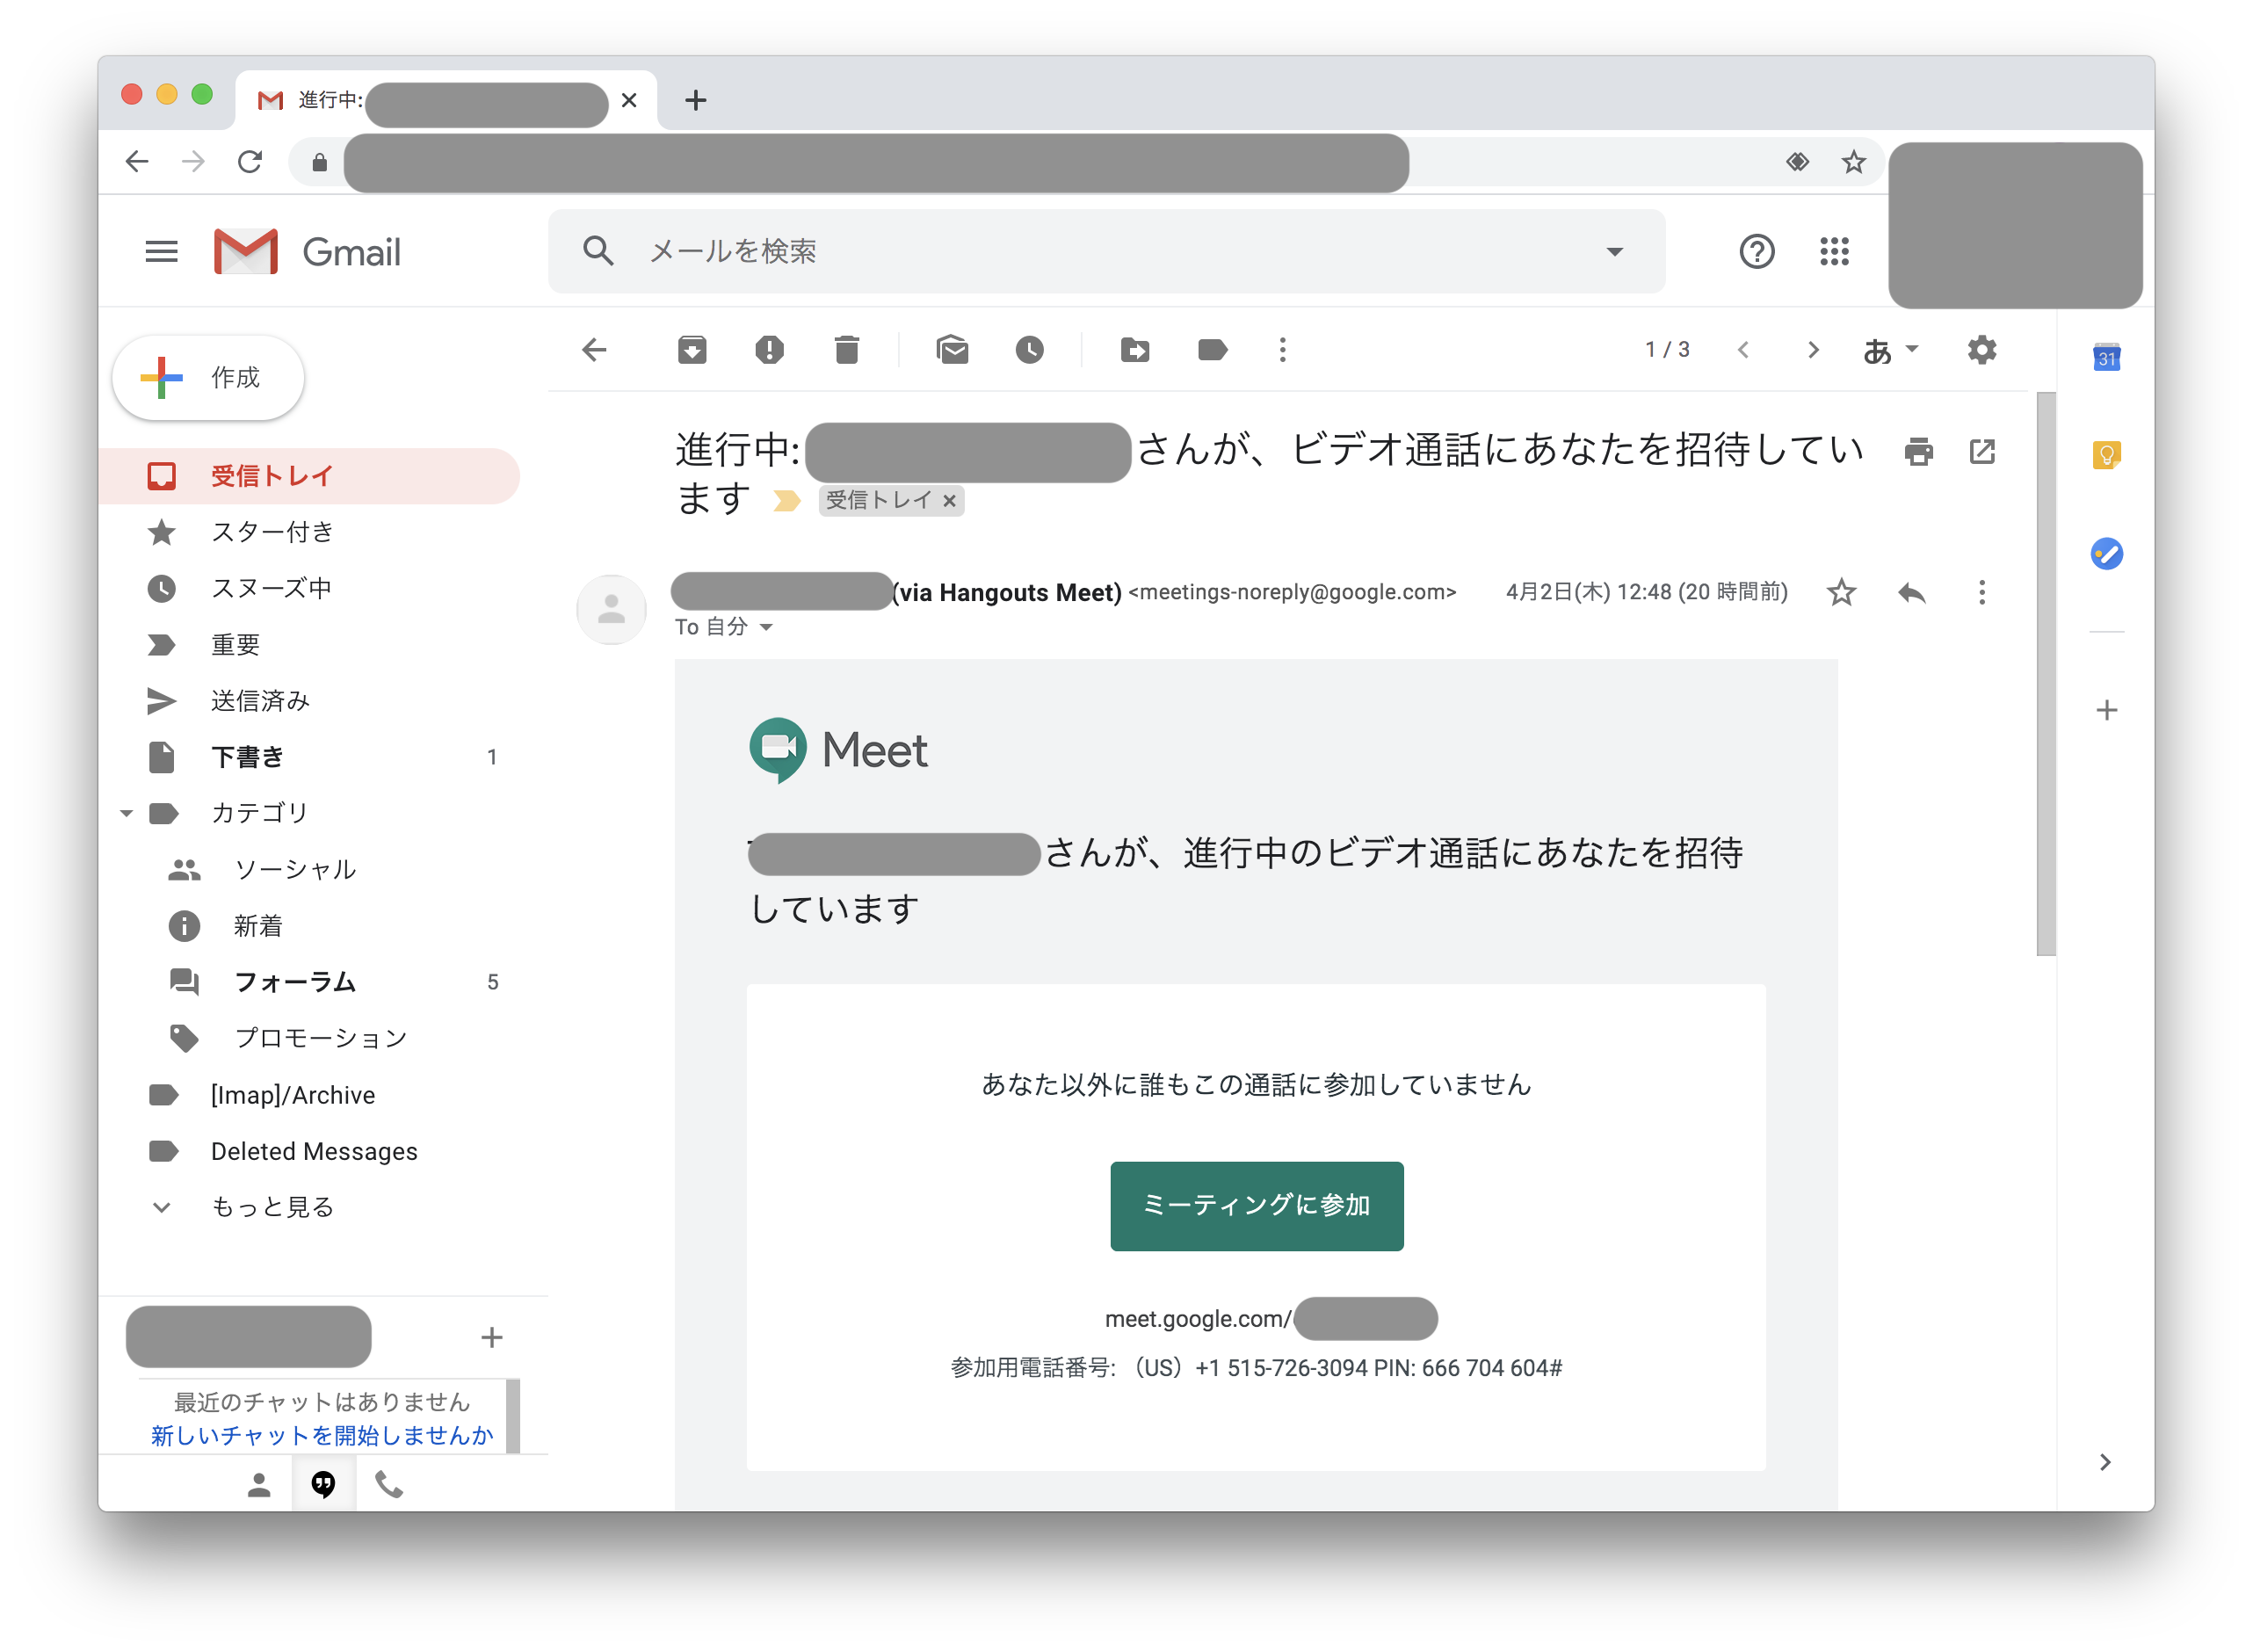 進行中:
Gmail
メールを検索
作成
1 / 3
あ
31
受信トレイ
スター付き
スヌーズ中
重要
送信済み
下書き 1
カテゴリ
ソーシャル
新着
フォーラム 5
プロモーション
[Imap]/Archive
Deleted Messages
もっと見る
最近のチャットはありません
新しいチャットを開始しませんか
進行中: さんが、ビデオ通話にあなたを招待してい
ます 受信トレイ
(via Hangouts Meet) <meetings-noreply@google.com> 4月2日(木) 12:48 (20 時間前)
To 自分
Meet
さんが、進行中のビデオ通話にあなたを招待
しています
あなた以外に誰もこの通話に参加していません
ミーティングに参加
meet.google.com/
参加用電話番号: （US）+1 515-726-3094 PIN: 666 704 604#